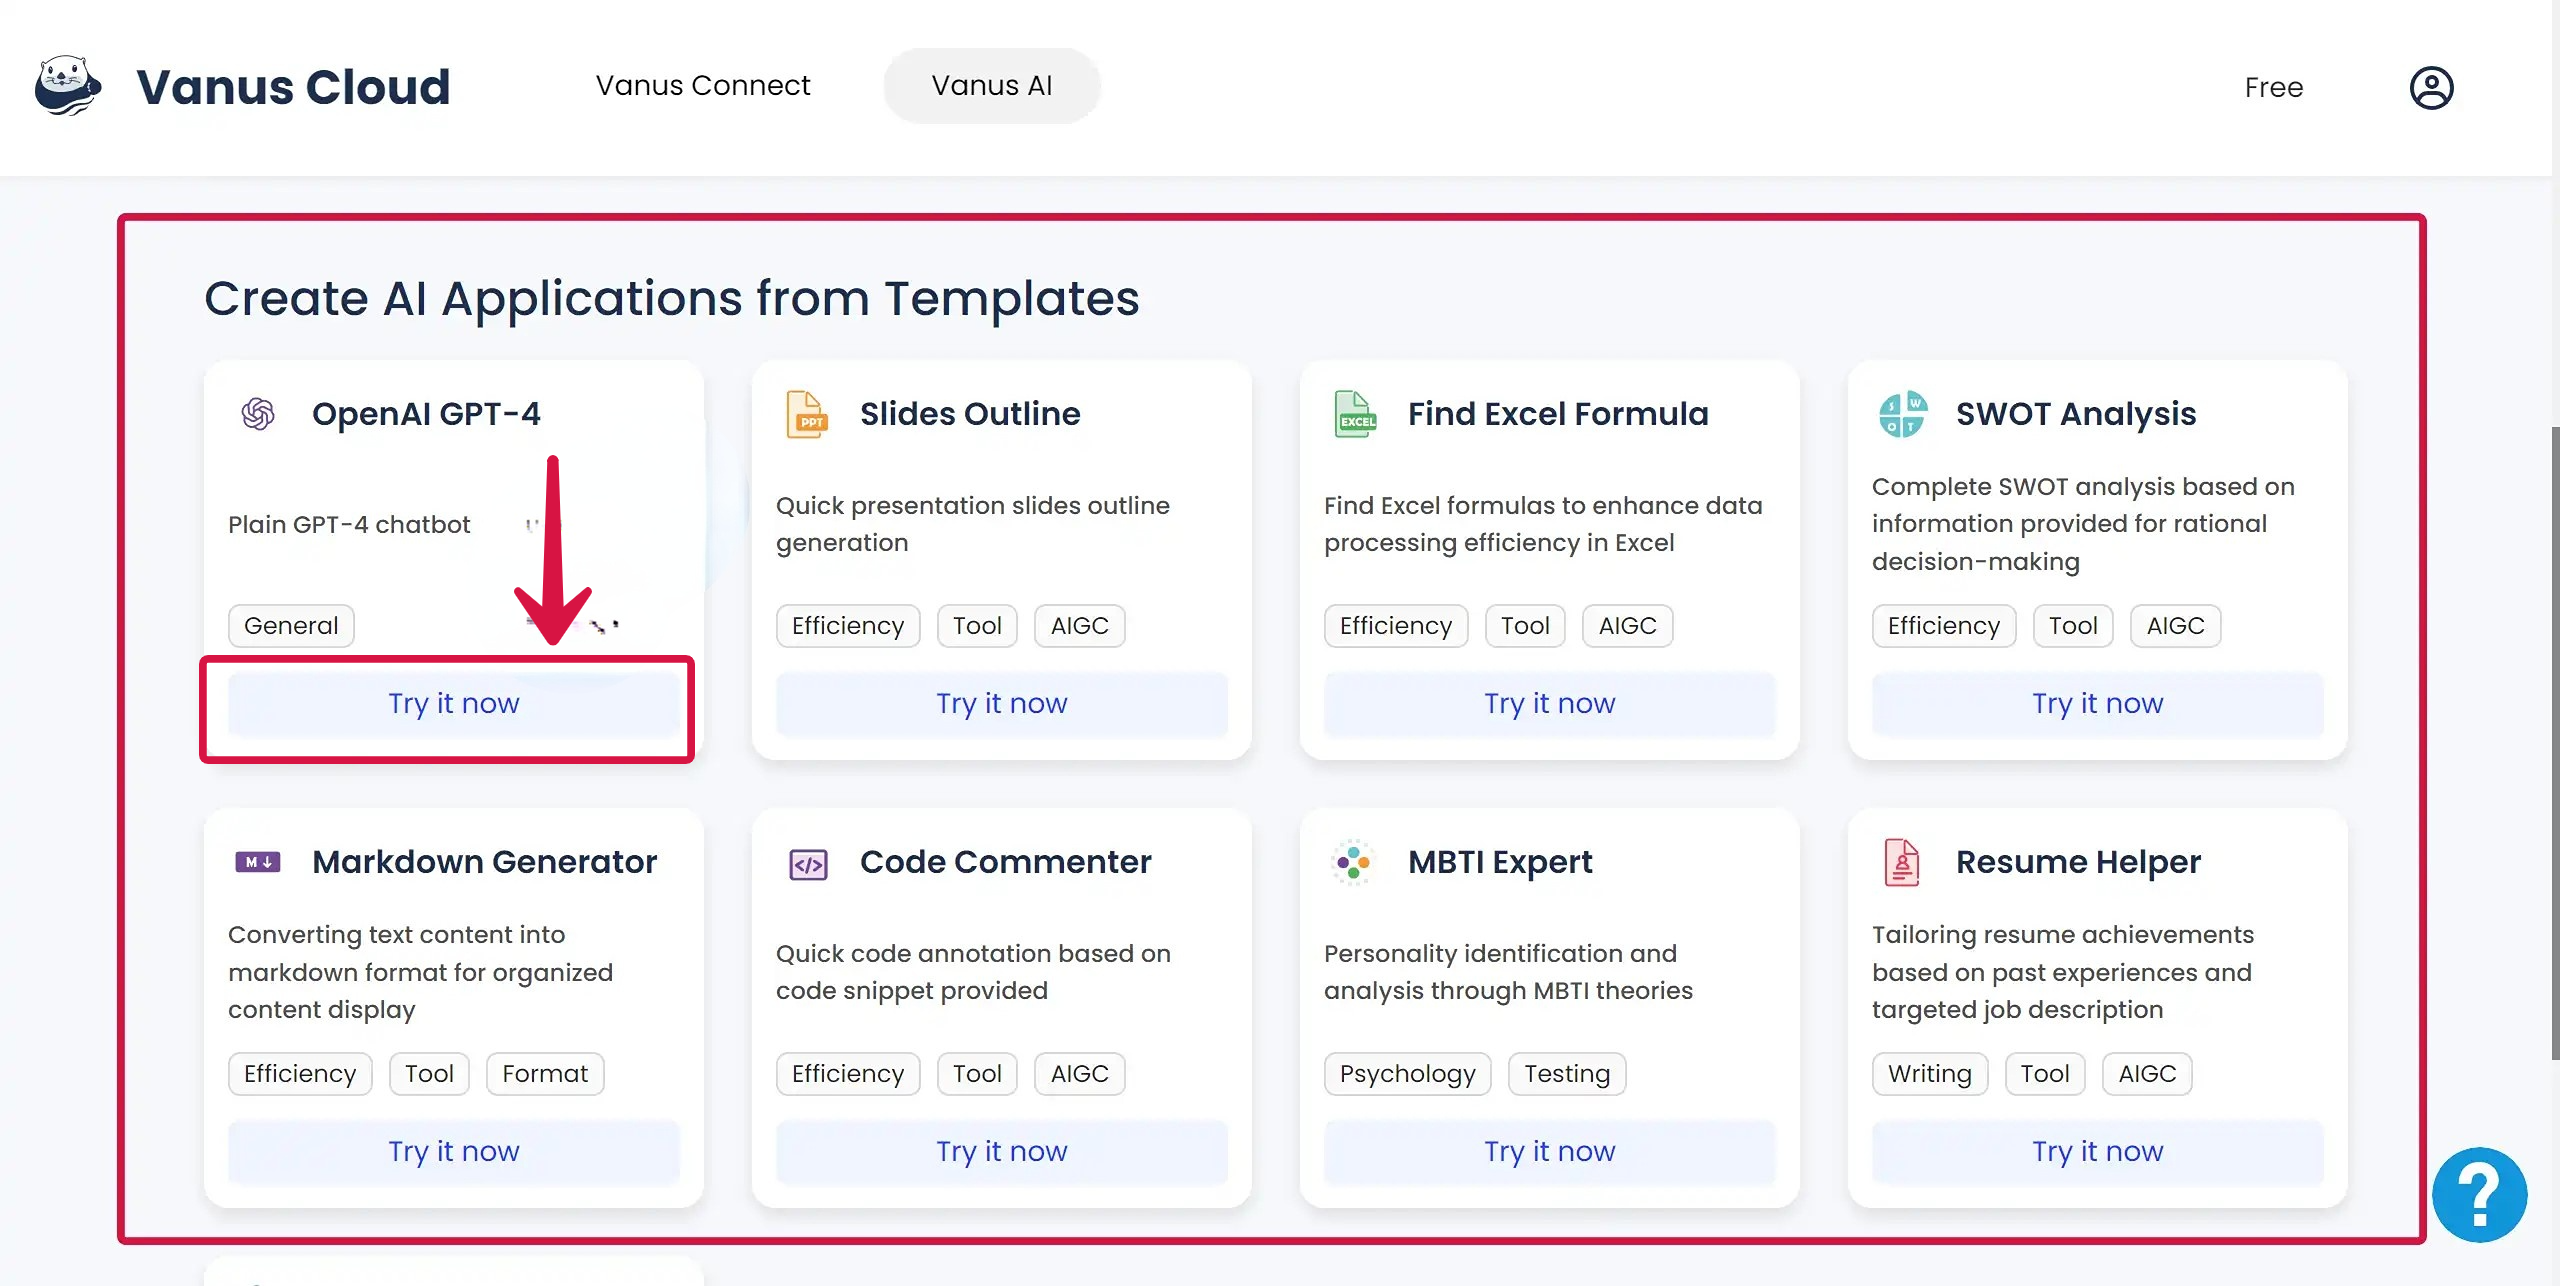 Vanus Cloud
Vanus Connect
Vanus AI
Free
Create AI Applications from Templates
OpenAI GPT-4
Plain GPT-4 chatbot
General
Try it now
PPT
Slides Outline
Quick presentation slides outline
generation
Efficiency Tool AIGC
Try it now
EXCEL
Find Excel Formula
Find Excel formulas to enhance data
processing efficiency in Excel
Efficiency Tool AIGC
Try it now
S W
O T
SWOT Analysis
Complete SWOT analysis based on
information provided for rational
decision-making
Efficiency Tool AIGC
Try it now
M↓
Markdown Generator
Converting text content into
markdown format for organized
content display
Efficiency Tool Format
Try it now
</>
Code Commenter
Quick code annotation based on
code snippet provided
Efficiency Tool AIGC
Try it now
MBTI Expert
Personality identification and
analysis through MBTI theories
Psychology Testing
Try it now
Resume Helper
Tailoring resume achievements
based on past experiences and
targeted job description
Writing Tool AIGC
Try it now
?